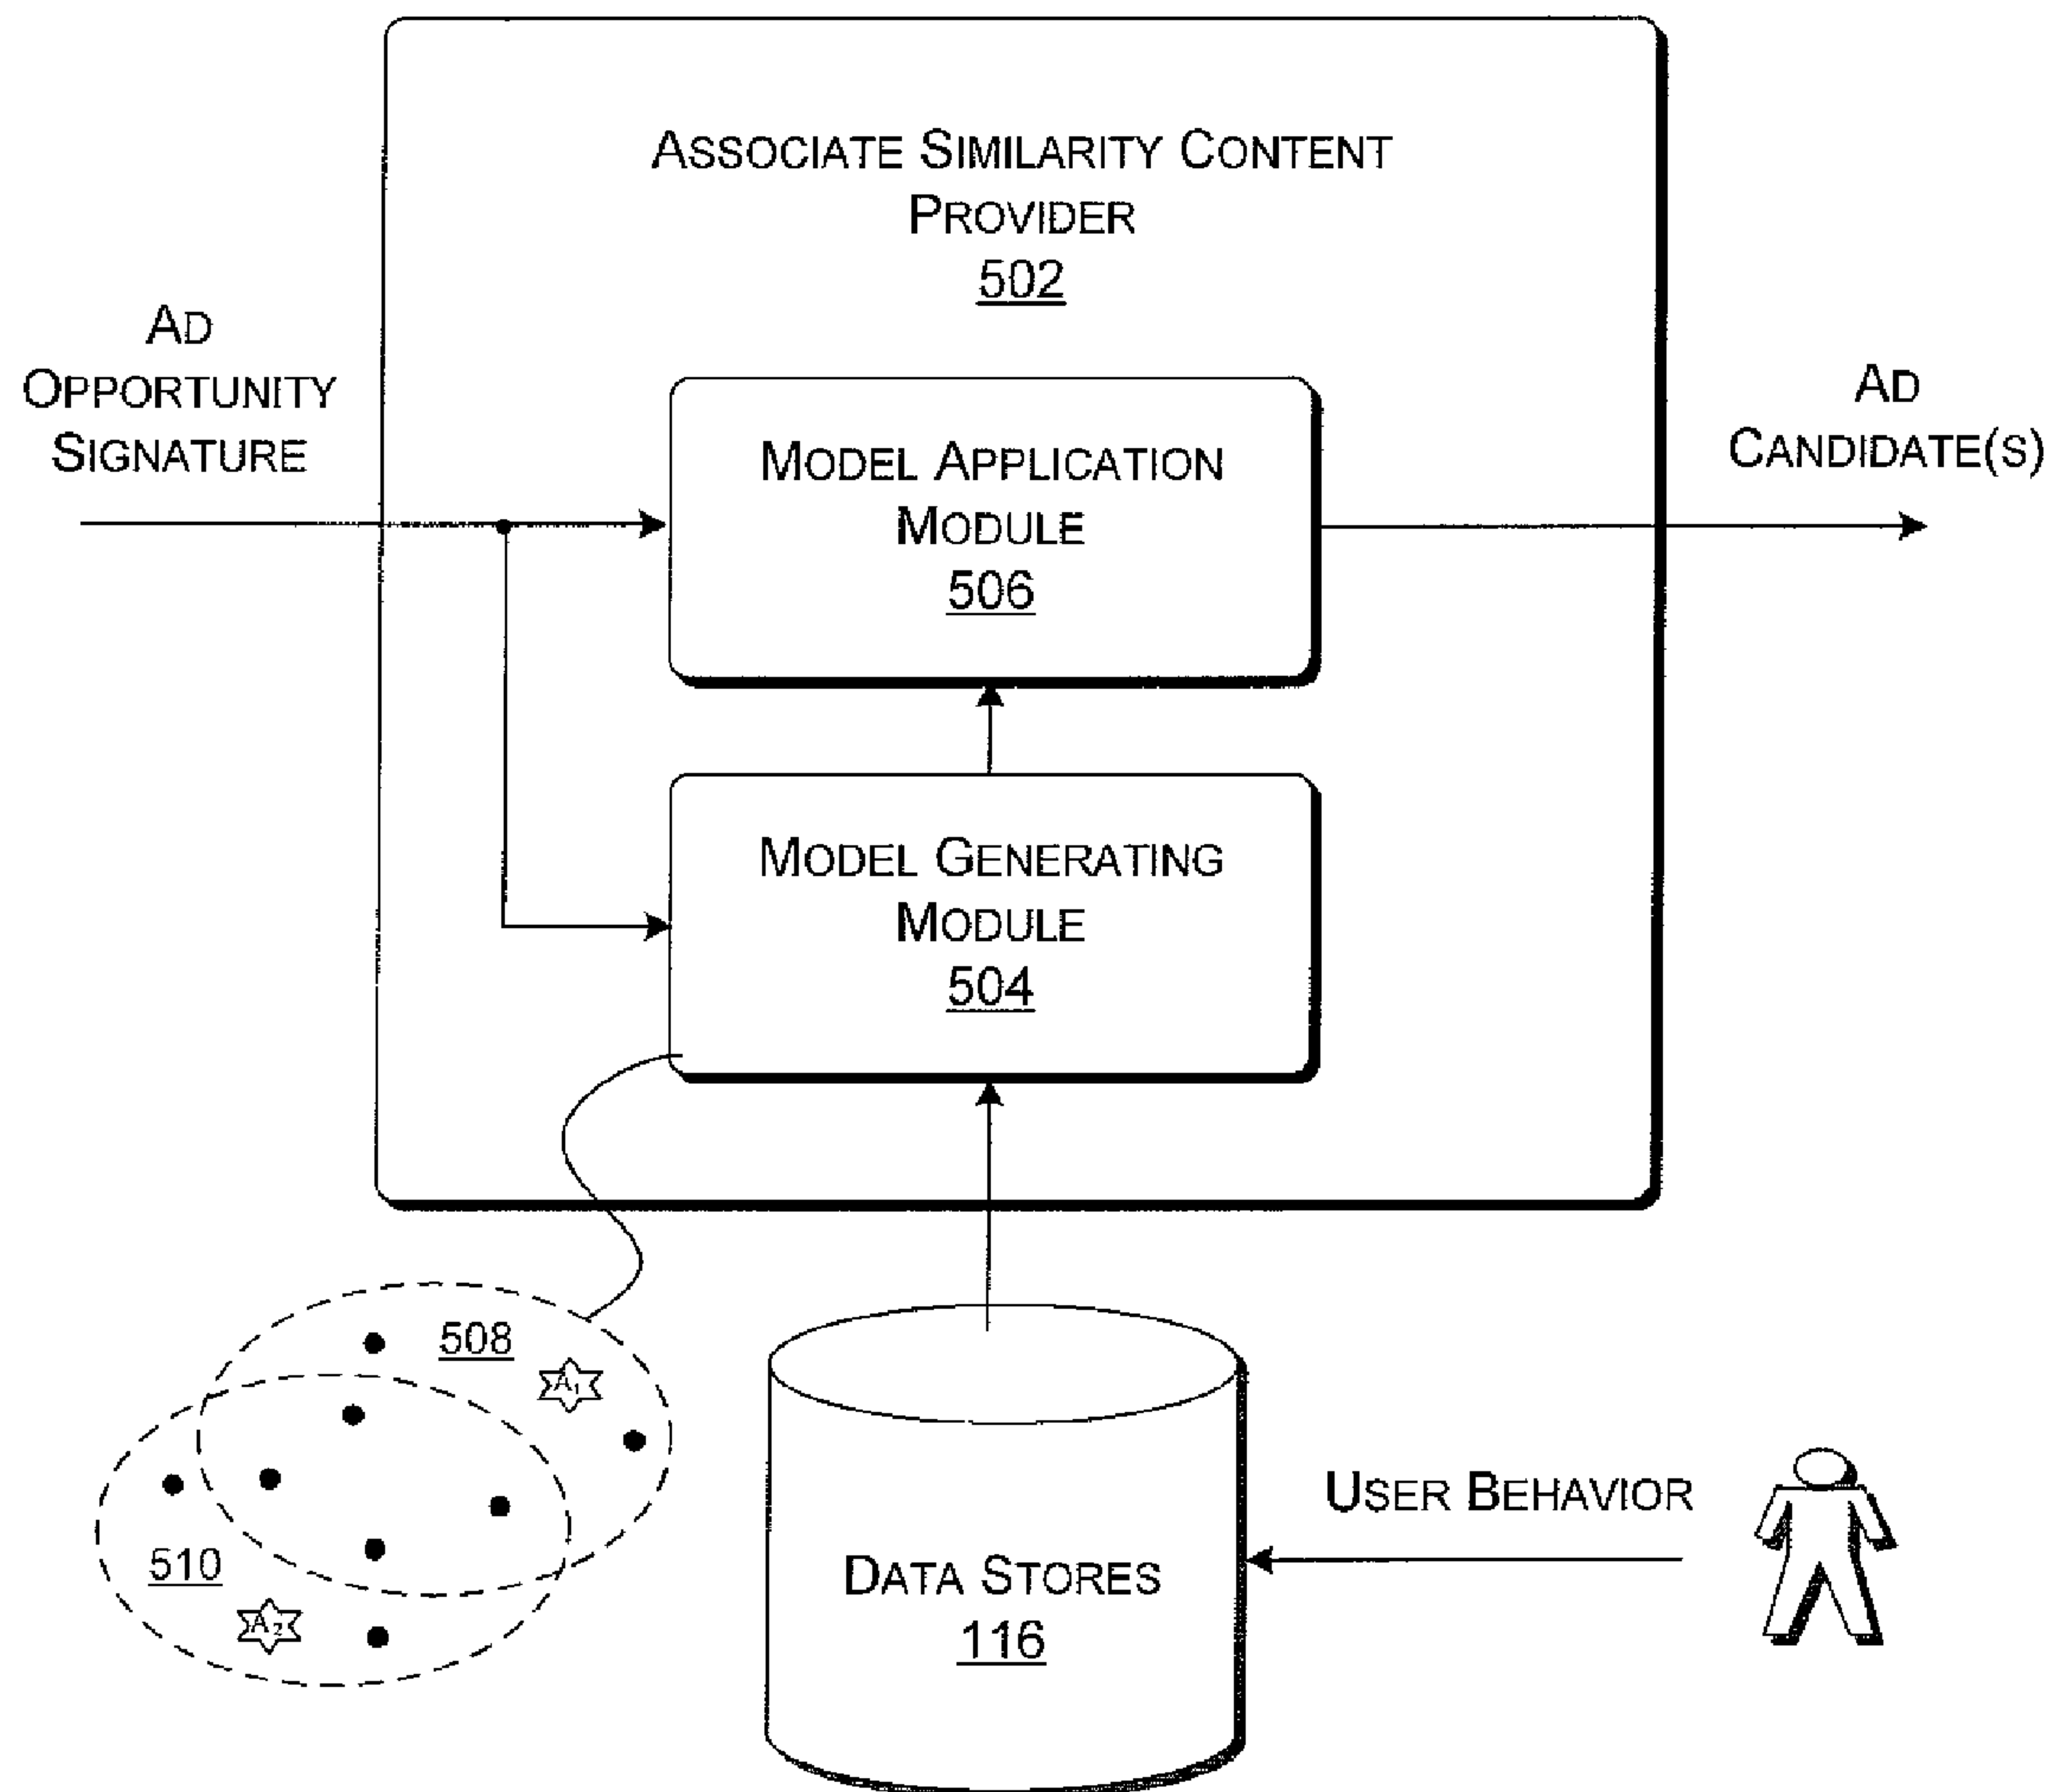 ASSOCIATE SIMILARITY CONTENT
PROVIDER
502
AD
OPPORTUNITY
SIGNATURE
AD
CANDIDATE(S)
MODEL APPLICATION
MODULE
506
MODEL GENERATING
MODULE
504
508
A1
510
A2
USER BEHAVIOR
DATA STORES
116